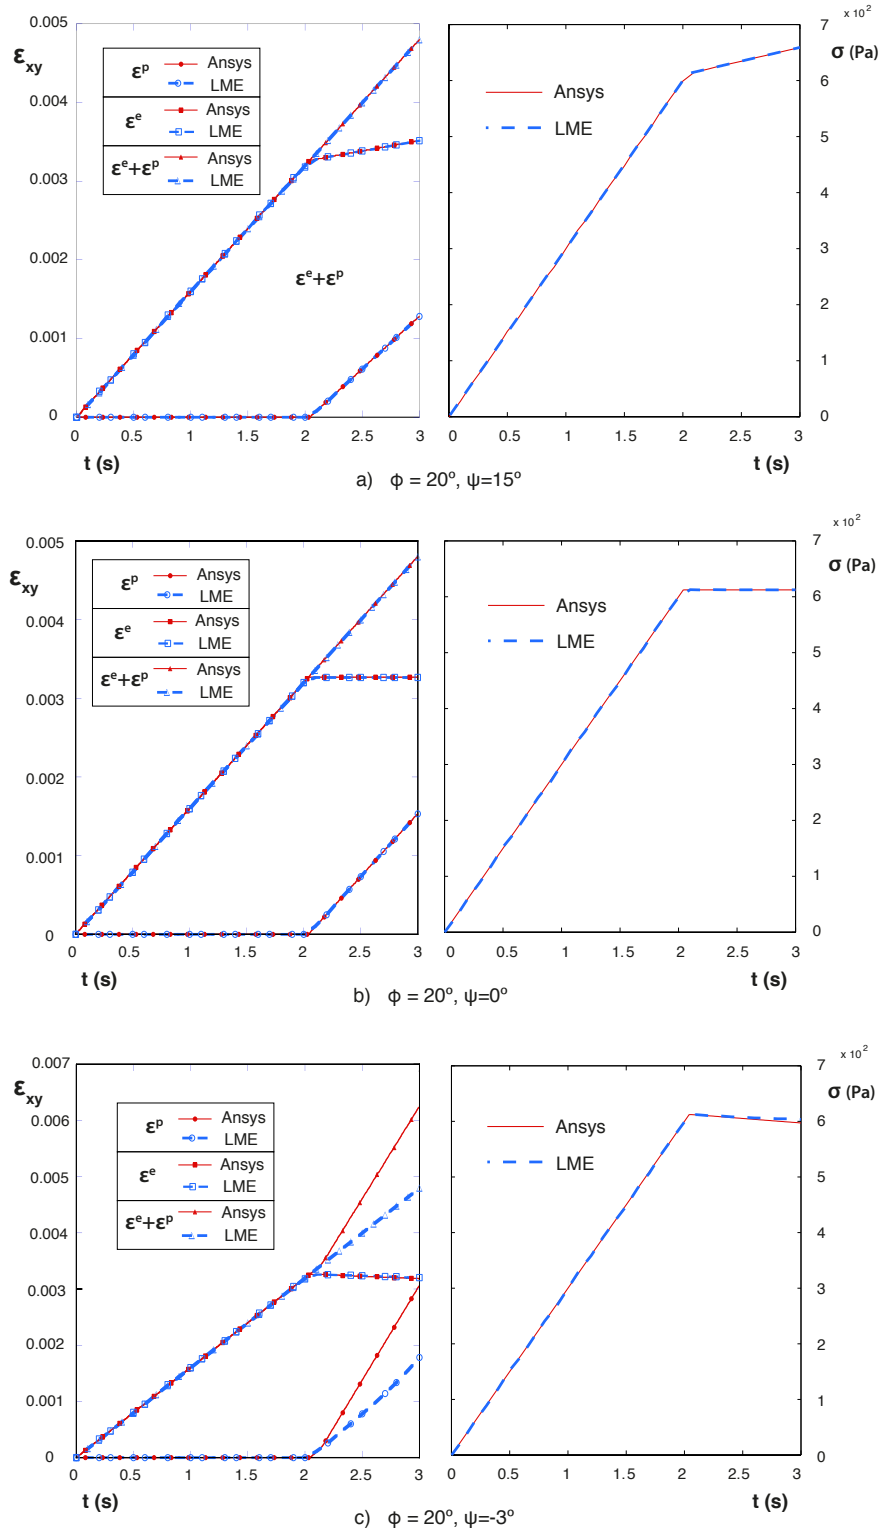 0.005
ε_xy
ε^p
Ansys
LME
ε^e
Ansys
LME
ε^e+ε^p
Ansys
LME
0.004
0.003
0.002
0.001
0
ε^e+ε^p
0 0.5 1 1.5 2 2.5 3
t (s)
x 10^2
σ (Pa)
7
6
5
4
3
2
1
0
Ansys
LME
0 0.5 1 1.5 2 2.5 3
t (s)
a) ϕ = 20º, ψ=15º
0.005
ε_xy
ε^p
Ansys
LME
ε^e
Ansys
LME
ε^e+ε^p
Ansys
LME
0.004
0.003
0.002
0.001
0
0 0.5 1 1.5 2 2.5 3
t (s)
x 10^2
σ (Pa)
7
6
5
4
3
2
1
0
Ansys
LME
0 0.5 1 1.5 2 2.5 3
t (s)
b) ϕ = 20º, ψ=0º
0.007
ε_xy
0.006
ε^p
Ansys
LME
ε^e
Ansys
LME
ε^e+ε^p
Ansys
LME
0.005
0.004
0.003
0.002
0.001
0
0 0.5 1 1.5 2 2.5 3
t (s)
x 10^2
σ (Pa)
7
6
5
4
3
2
1
0
Ansys
LME
0 0.5 1 1.5 2 2.5 3
t (s)
c) ϕ = 20º, ψ=-3º